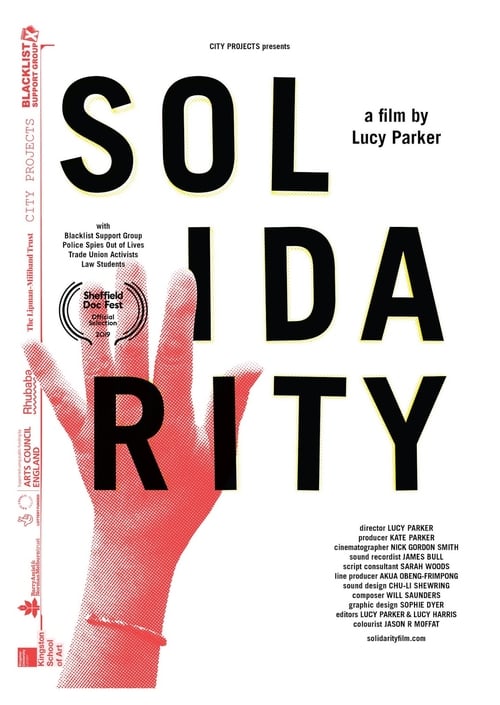 CITY PROJECTS presents
SOL
IDA
RITY
a film by
Lucy Parker
with
Blacklist Support Group
Police Spies Out of Lives
Trade Union Activists
Law Students
Sheffield
Doc Fest
Official
Selection
2019
director LUCY PARKER
producer KATE PARKER
cinematographer NICK GORDON SMITH
sound recordist JAMES BULL
script consultant SARAH WOODS
line producer AKUA OBENG-FRIMPONG
sound design CHU-LI SHEWRING
composer WILL SAUNDERS
graphic design SOPHIE DYER
editors LUCY PARKER & LUCY HARRIS
colourist JASON R MOFFAT
solidarityfilm.com
BLACKLIST
SUPPORT GROUP
CITY PROJECTS
The Lipman-Miliband Trust
Rhubaba
ARTS COUNCIL
ENGLAND
Kingston
School
of Art